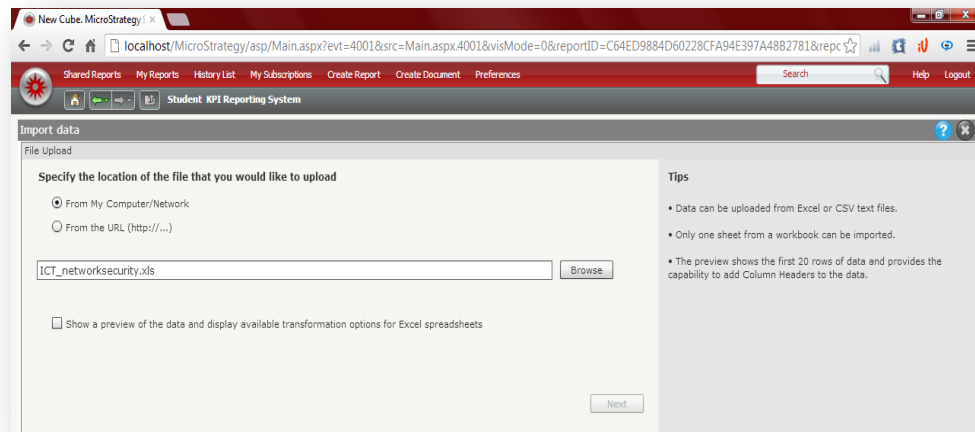 New Cube. MicroStrategy 9
localhost/MicroStrategy/asp/Main.aspx?evt=4001&src=Main.aspx.4001&visMode=0&reportID=C64ED9884D60228CFA94E397A48B2781&repc
Shared Reports My Reports History List My Subscriptions Create Report Create Document Preferences Search Help Logout
Student KPI Reporting System
Import data
File Upload
Specify the location of the file that you would like to upload
From My Computer/Network
From the URL (http://...)
ICT_networksecurity.xls Browse
Show a preview of the data and display available transformation options for Excel spreadsheets
Next
Tips
• Data can be uploaded from Excel or CSV text files.
• Only one sheet from a workbook can be imported.
• The preview shows the first 20 rows of data and provides the
capability to add Column Headers to the data.